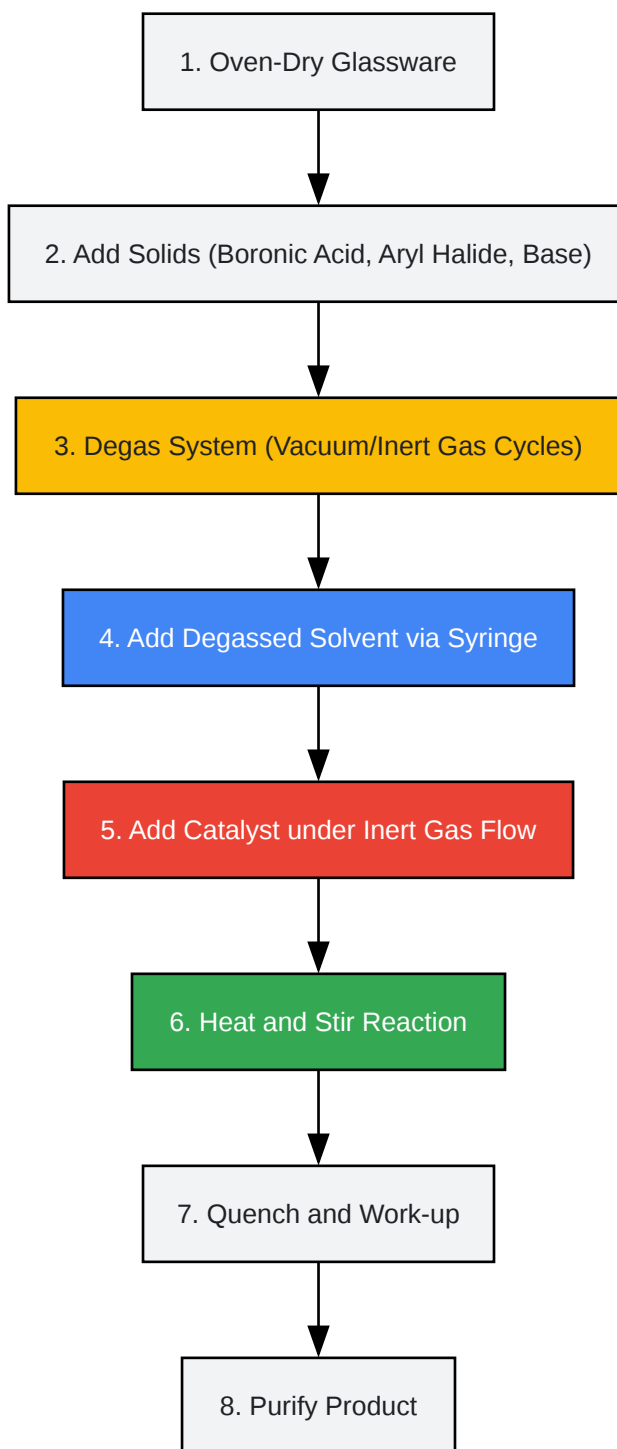 1. Oven-Dry Glassware
2. Add Solids (Boronic Acid, Aryl Halide, Base)
3. Degas System (Vacuum/Inert Gas Cycles)
4. Add Degassed Solvent via Syringe
5. Add Catalyst under Inert Gas Flow
6. Heat and Stir Reaction
7. Quench and Work-up
8. Purify Product